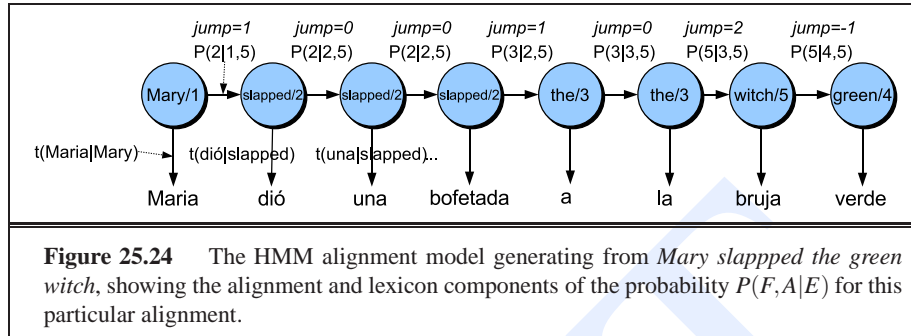 jump=1 jump=0 jump=0 jump=1 jump=0 jump=2 jump=-1
P(2|1,5) P(2|2,5) P(2|2,5) P(3|2,5) P(3|3,5) P(5|3,5) P(5|4,5)
Mary/1 slapped/2 slapped/2 slapped/2 the/3 the/3 witch/5 green/4
t(Maria|Mary) t(dió|slapped) t(una|slapped)...
Maria dió una bofetada a la bruja verde
Figure 25.24 The HMM alignment model generating from Mary slappped the green
witch, showing the alignment and lexicon components of the probability P(F,A|E) for this
particular alignment.